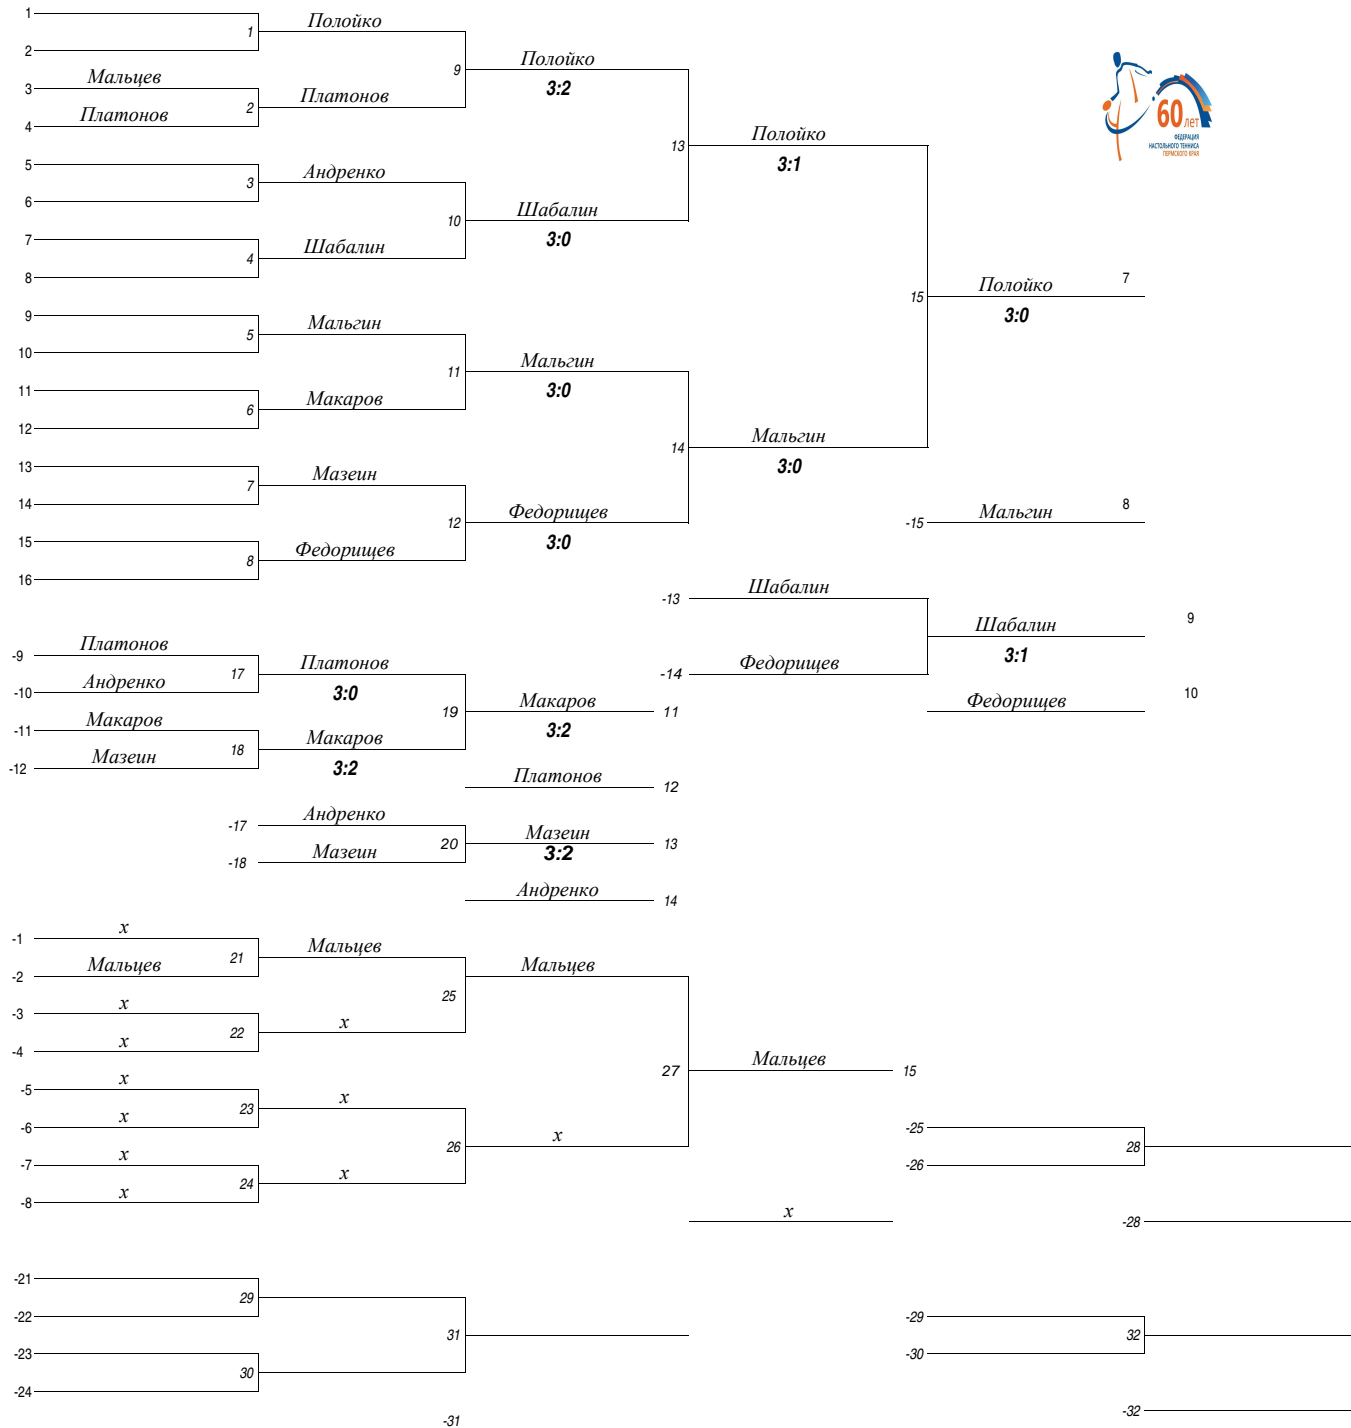 1
Полойко
1
2
9
Полойко
3:2
Мальцев
3
Платонов
2
Платонов
4
13
Полойко
3:1
60 лет
ФЕДЕРАЦИЯ
НАСТОЛЬНОГО ТЕННИСА
ПЕРМСКОГО КРАЯ
5
Андренко
3
6
10
Шабалин
3:0
7
Шабалин
4
8
15
Полойко
7
3:0
9
Мальгин
5
10
11
Мальгин
3:0
11
Макаров
6
12
14
Мальгин
3:0
13
Мазеин
7
14
12
Федорищев
3:0
-15
Мальгин
8
15
Федорищев
8
16
-13
Шабалин
Шабалин
9
3:1
-14
Федорищев
Федорищев
10
-9
Платонов
17
Платонов
3:0
-10
Андренко
19
Макаров
11
3:2
-11
Макаров
18
Макаров
3:2
-12
Мазеин
Платонов
12
-17
Андренко
20
Мазеин
13
3:2
-18
Мазеин
Андренко
14
-1
х
21
Мальцев
-2
Мальцев
25
Мальцев
-3
х
22
х
-4
х
27
Мальцев
15
-5
х
23
х
-6
х
26
х
-7
х
24
х
-8
х
-25
28
-26
х
-28
-21
29
-22
31
-23
30
-24
-29
32
-30
-31
-32